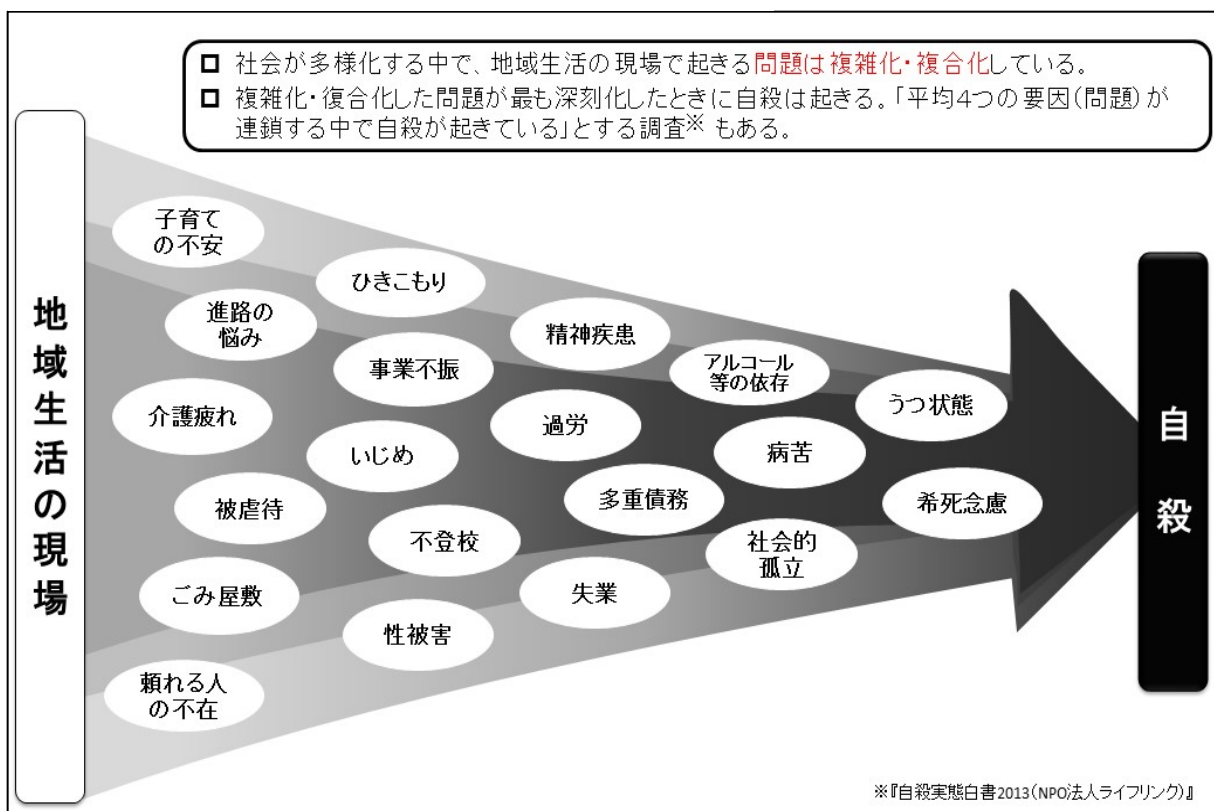 □ 社会が多様化する中で、地域生活の現場で起きる問題は複雑化・複合化している。
□ 複雑化・復合化した問題が最も深刻化したときに自殺は起きる。「平均4つの要因(問題)が
連鎖する中で自殺が起きている」とする調査※ もある。
地域生活の現場
子育て
の不安
ひきこもり
進路の
悩み
精神疾患
事業不振
アルコール
等の依存
うつ状態
介護疲れ
過労
いじめ
病苦
被虐待
多重債務
希死念慮
不登校
社会的
孤立
ごみ屋敷
失業
性被害
頼れる人
の不在
自殺
※『自殺実態白書2013(NPO法人ライフリンク)』